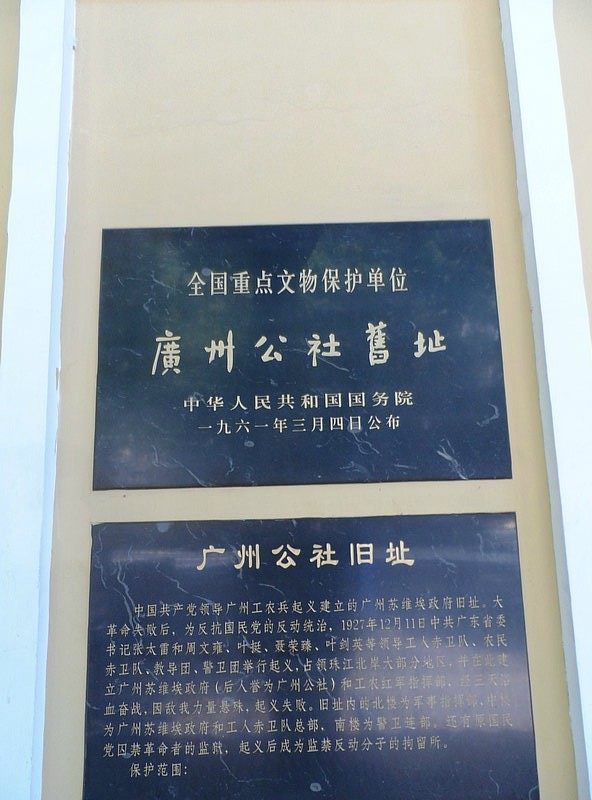 全国重点文物保护单位
廣州公社舊址
中华人民共和国国务院
一九六一年三月四日公布
广州公社旧址
中国共产党领导广州工农兵起义建立的广州苏维埃政府旧址。大
革命失败后，为反抗国民党的反动统治，1927年12月11日中共广东省委
书记张太雷和周文雍、叶挺、聂荣臻、叶剑英等领导工人赤卫队、农民
赤卫队、教导团、警卫团举行起义，占领珠江北岸大部分地区，并在此建
立广州苏维埃政府（后人誉为广州公社）和工农红军指挥部，经三天浴
血奋战，因敌我力量悬殊，起义失败。旧址内的北楼为军事指挥部，中楼
为广州苏维埃政府和工人赤卫队总部，南楼为警卫连部，还有原国民
党囚禁革命者的监狱，起义后成为监禁反动分子的拘留所。
保护范围：